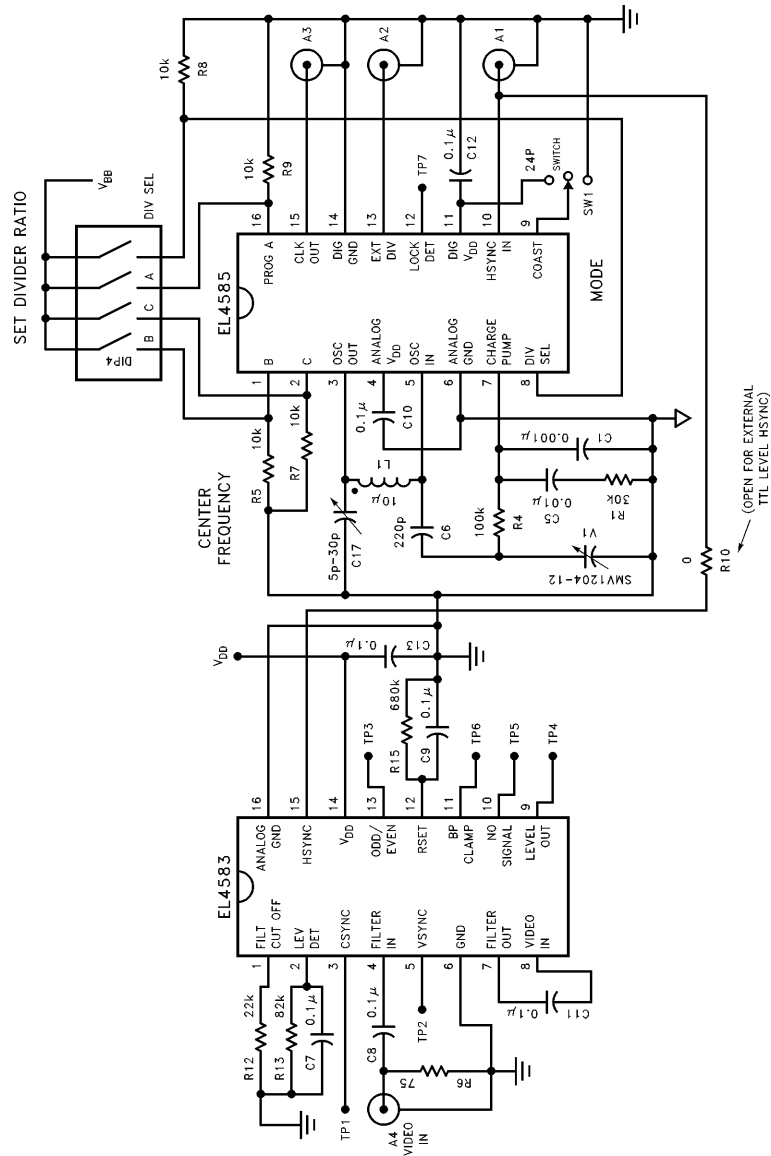 SET DIVIDER RATIO
V_BB
DIV SEL
A
C
B
DIP4
10k
R8
10k
R9
A3
A2
A1
0.1µ
C12
TP7
24P
SWITCH
SW1
MODE
EL4585
16 PROG A
15 CLK OUT
14 DIG GND
13 EXT DIV
12 LOCK DET
11 DIG V_DD
10 HSYNC IN
9 COAST
1 B
2 C
3 OSC OUT
4 ANALOG V_DD
5 OSC IN
6 ANALOG GND
7 CHARGE PUMP
8 DIV SEL
10k
R5
10k
R7
CENTER
FREQUENCY
5p-30p
C17
L1
10µ
0.1µ
C10
220p
C6
100k
R4
C1
0.001µ
C5
0.01µ
R1
30k
V1
SMV1204-12
0
R10
(OPEN FOR EXTERNAL
TTL LEVEL HSYNC)
V_DD
0.1µ
C13
680k
R15
0.1µ
C9
TP3
TP6
TP5
TP4
EL4583
16 ANALOG GND
15 HSYNC
14 V_DD
13 ODD/ EVEN
12 RSET
11 BP CLAMP
10 NO SIGNAL
9 LEVEL OUT
1 FILT CUT OFF
2 LEV DET
3 CSYNC
4 FILTER IN
5 VSYNC
6 GND
7 FILTER OUT
8 VIDEO IN
22k
R12
82k
R13
0.1µ
C7
TP1
0.1µ
C8
TP2
75
R6
0.1µ
C11
A4
VIDEO
IN